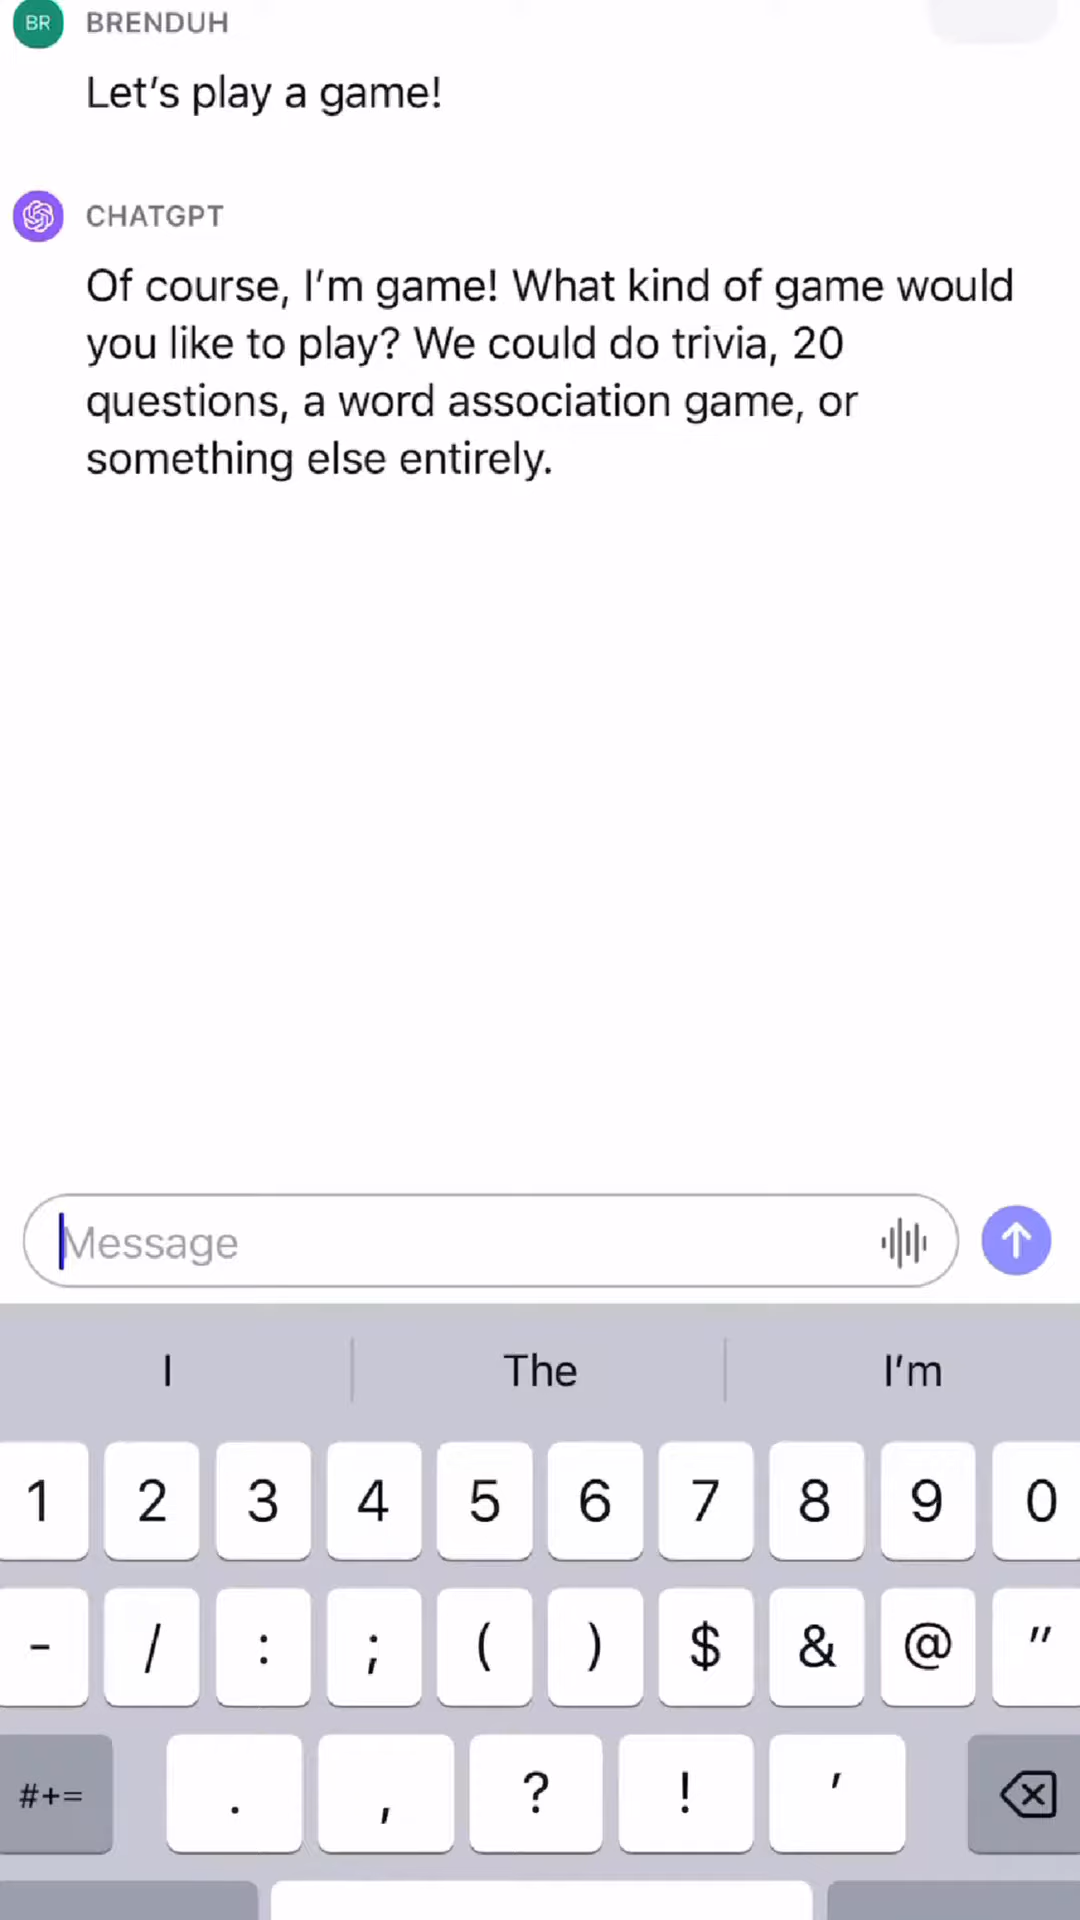 BR BRENDUH
Let's play a game!
CHATGPT
Of course, I'm game! What kind of game would
you like to play? We could do trivia, 20
questions, a word association game, or
something else entirely.
Message
I The I'm
1 2 3 4 5 6 7 8 9 0
- / : ; ( ) $ & @ "
#+= . , ? ! '